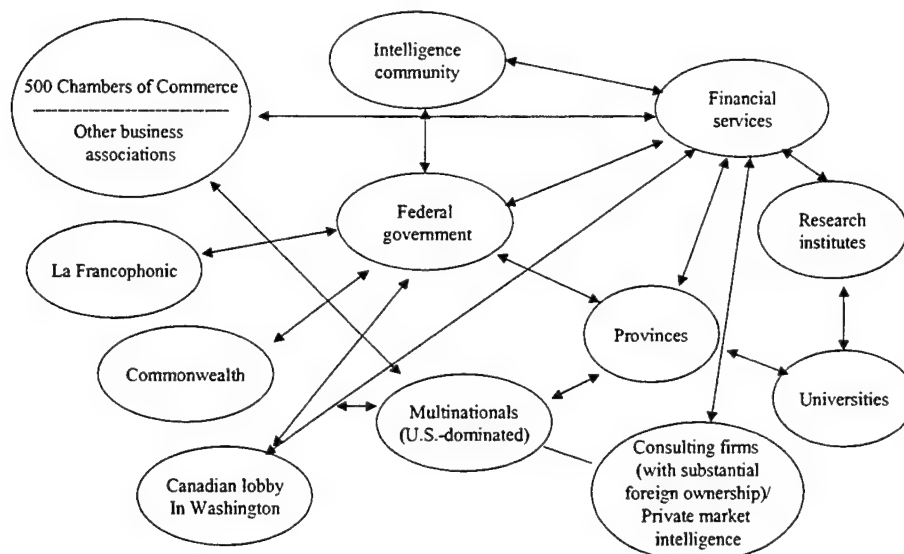 Intelligence
community
500 Chambers of Commerce
Other business
associations
Financial
services
Federal
government
Research
institutes
La Francophonic
Provinces
Commonwealth
Multinationals
(U.S.-dominated)
Universities
Canadian lobby
In Washington
Consulting firms
(with substantial
foreign ownership)/
Private market
intelligence